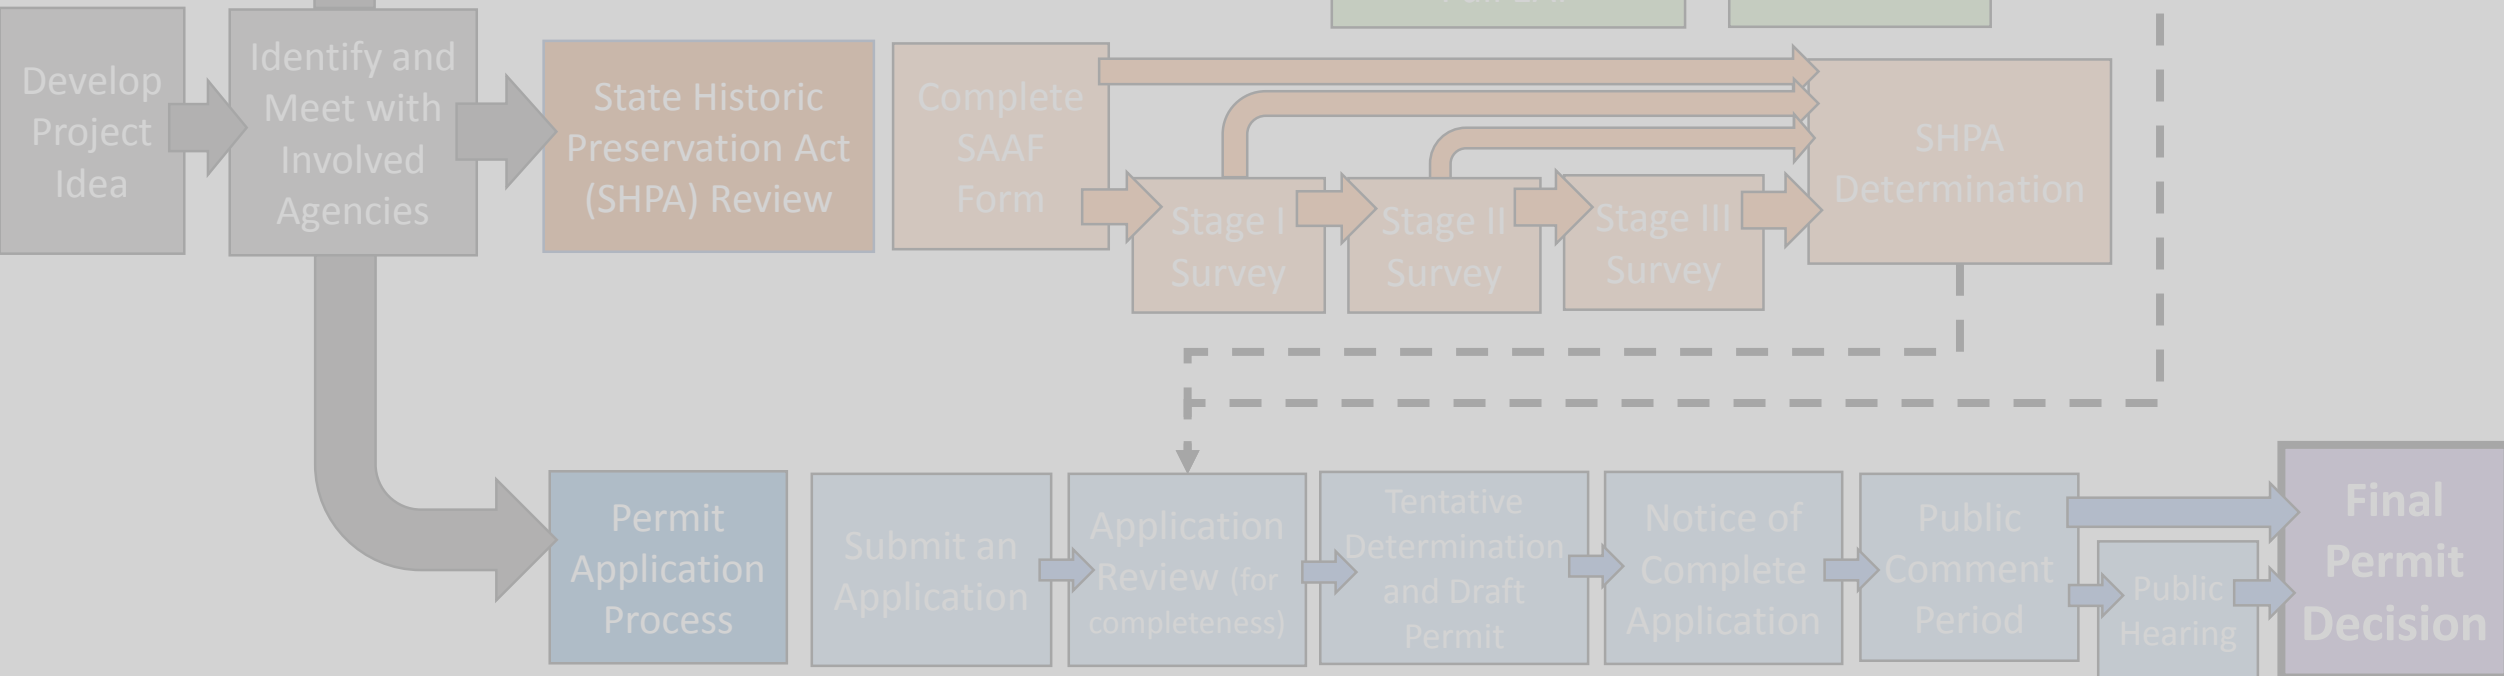 Develop
Project
Idea
Identify and
Meet with
Involved
Agencies
State Historic
Preservation Act
(SHPA) Review
Complete
SAAF
Form
Stage I
Survey
Stage II
Survey
Stage III
Survey
SHPA
Determination
Permit
Application
Process
Submit an
Application
Application
Review (for
completeness)
Tentative
Determination
and Draft
Permit
Notice of
Complete
Application
Public
Comment
Period
Public
Hearing
Final
Permit
Decision